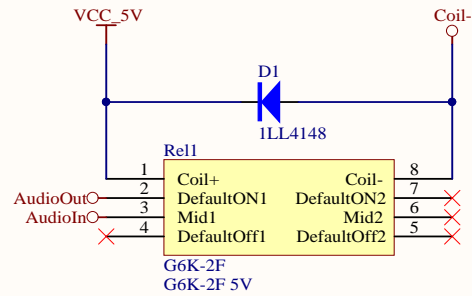 VCC_5V Coil-
D1
1LL4148
Rel1
1 Coil+ Coil- 8
AudioOut 2 DefaultON1 DefaultON2 7
AudioIn 3 Mid1 Mid2 6
4 DefaultOff1 DefaultOff2 5
G6K-2F
G6K-2F 5V